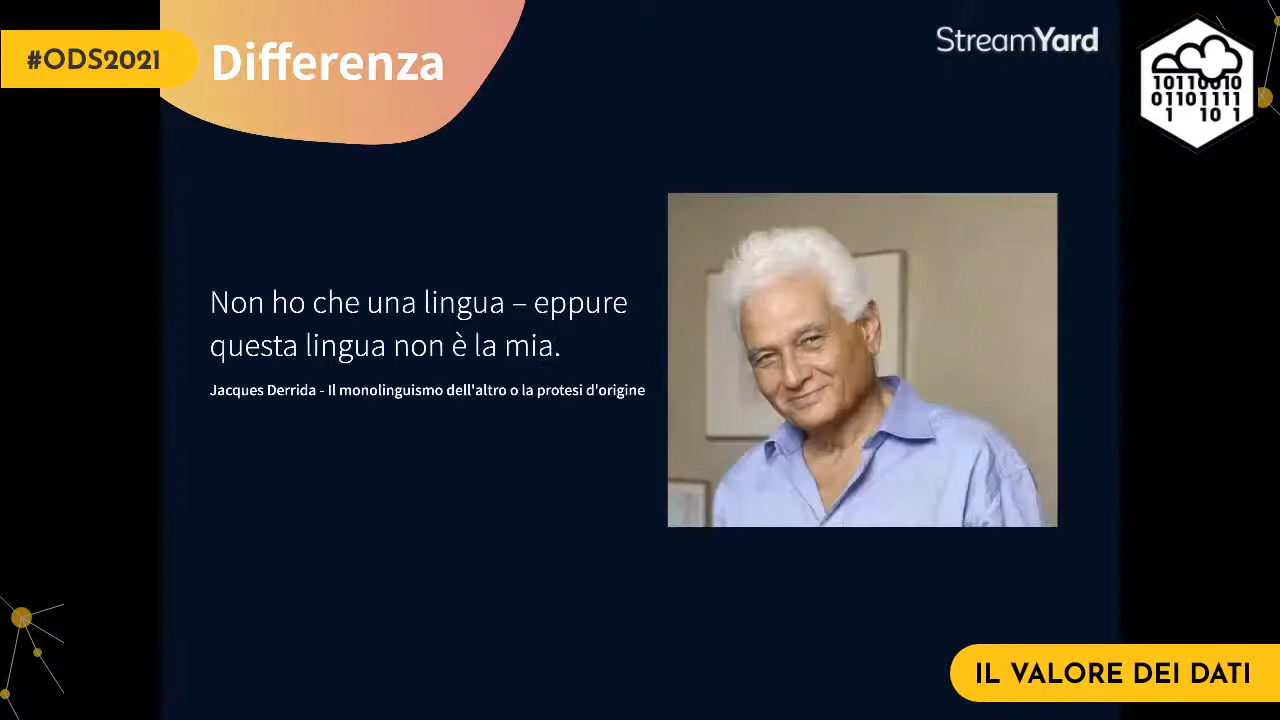 #ODS2021
Differenza
StreamYard
10110010
01101111
1 10 1
Non ho che una lingua – eppure
questa lingua non è la mia.
Jacques Derrida - Il monolinguismo dell'altro o la protesi d'origine
IL VALORE DEI DATI